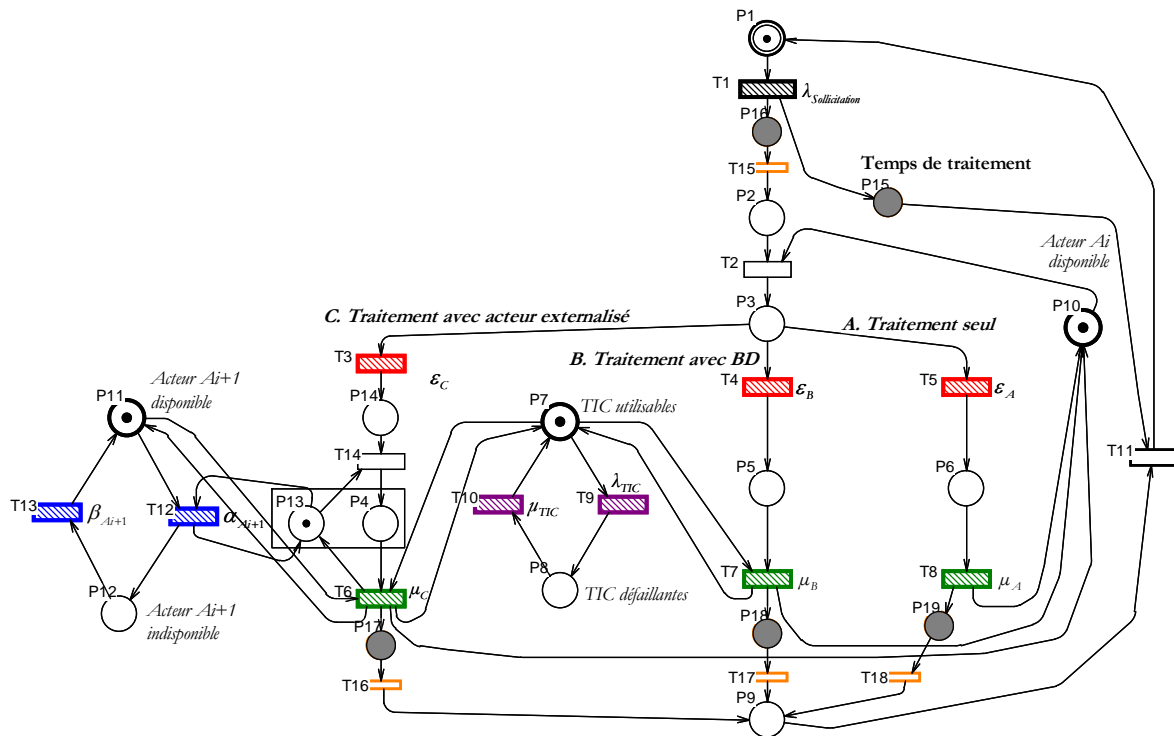 P1
T1
λSollicitation
P16
T15
Temps de traitement
P15
P2
Acteur Ai
disponible
T2
P10
P3
C. Traitement avec acteur externalisé
A. Traitement seul
B. Traitement avec BD
T3
εC
T4
εB
T5
εA
P11
Acteur Ai+1
disponible
P14
P7
TIC utilisables
T11
T14
P5
P6
T13
βAi+1
T12
αAi+1
P13
P4
T10
μTIC
T9
λTIC
P12
Acteur Ai+1
indisponible
P8
TIC défaillantes
T6
μC
T7
μB
T8
μA
P17
P18
P19
T16
T17
T18
P9